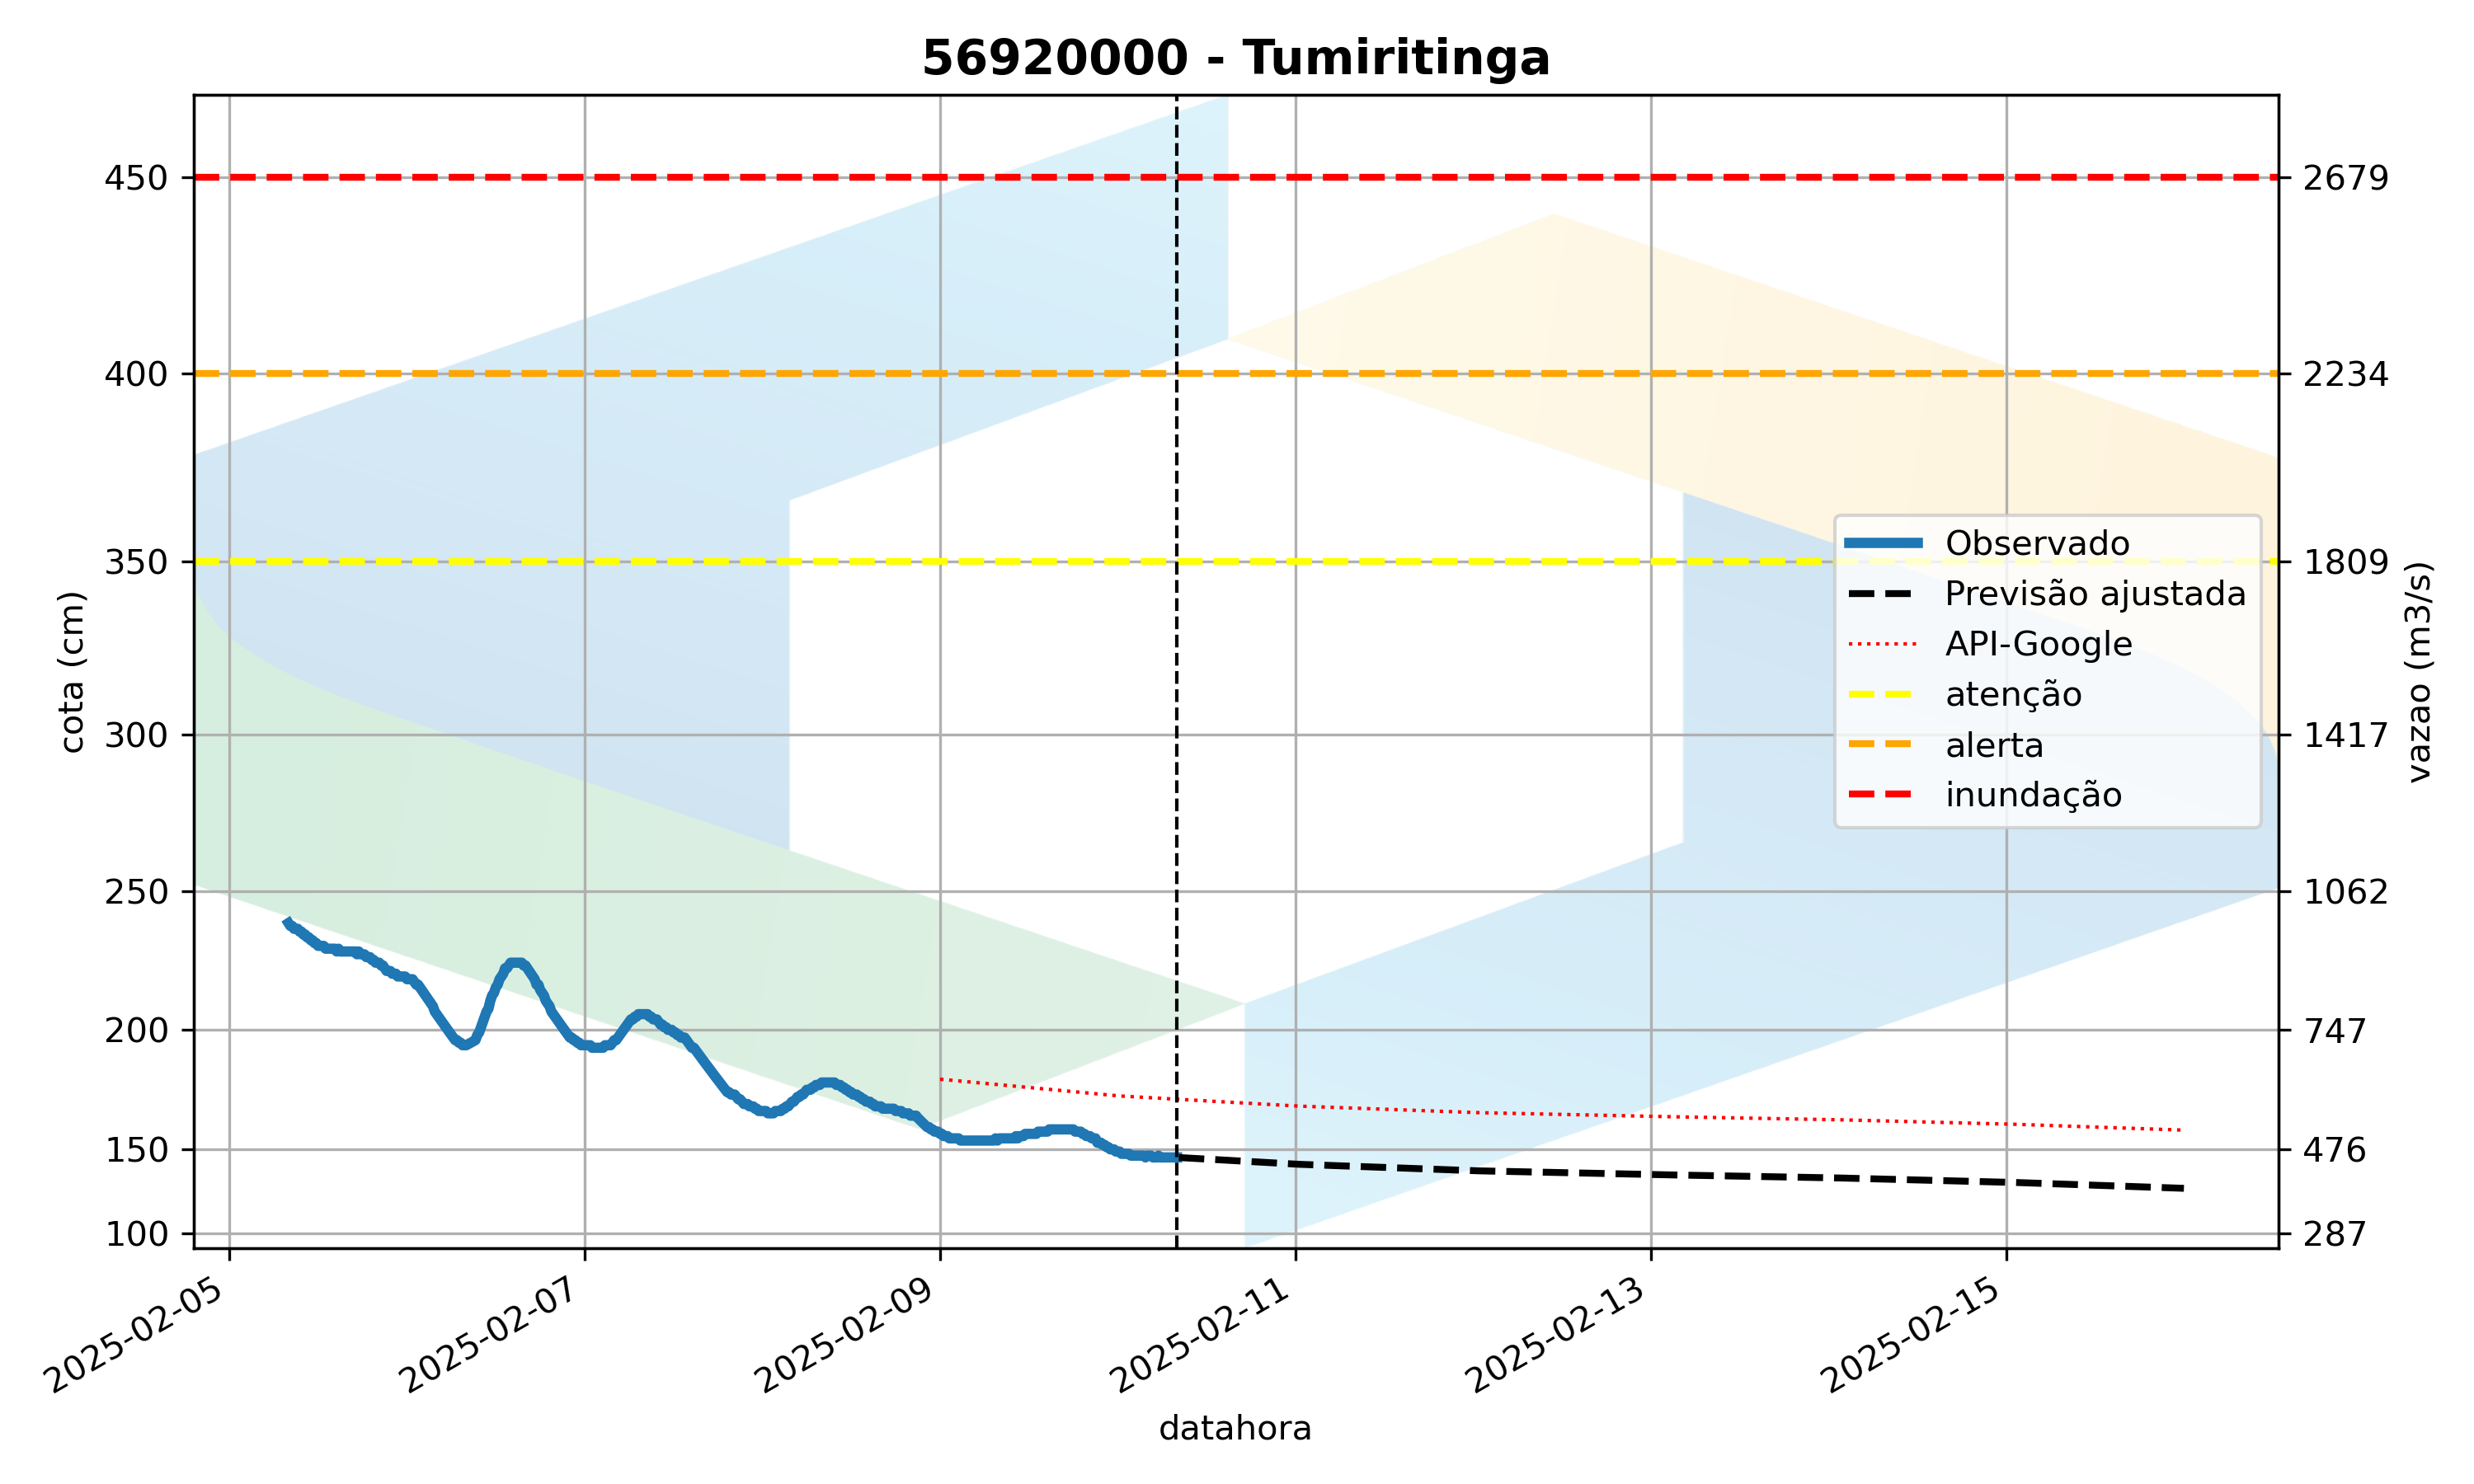 56920000 - Tumiritinga
cota (cm)
450
400
350
300
250
200
150
100
2679
2234
1809
1417
1062
747
476
287
vazao (m3/s)
Observado
Previsão ajustada
API-Google
atenção
alerta
inundação
2025-02-05
2025-02-07
2025-02-09
2025-02-11
2025-02-13
2025-02-15
datahora